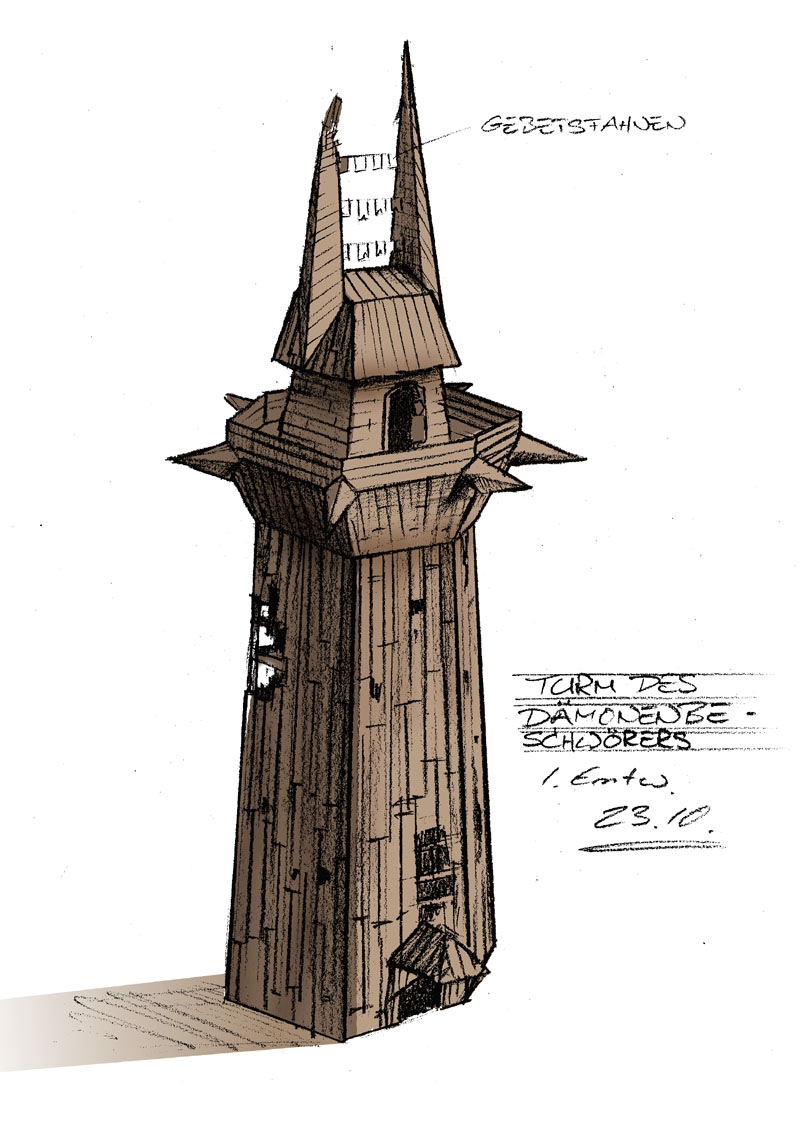 GEBETSFAHNEN
TURM DES
DÄMONENBE-
SCHWÖRERS
1. Entw.
23.10.